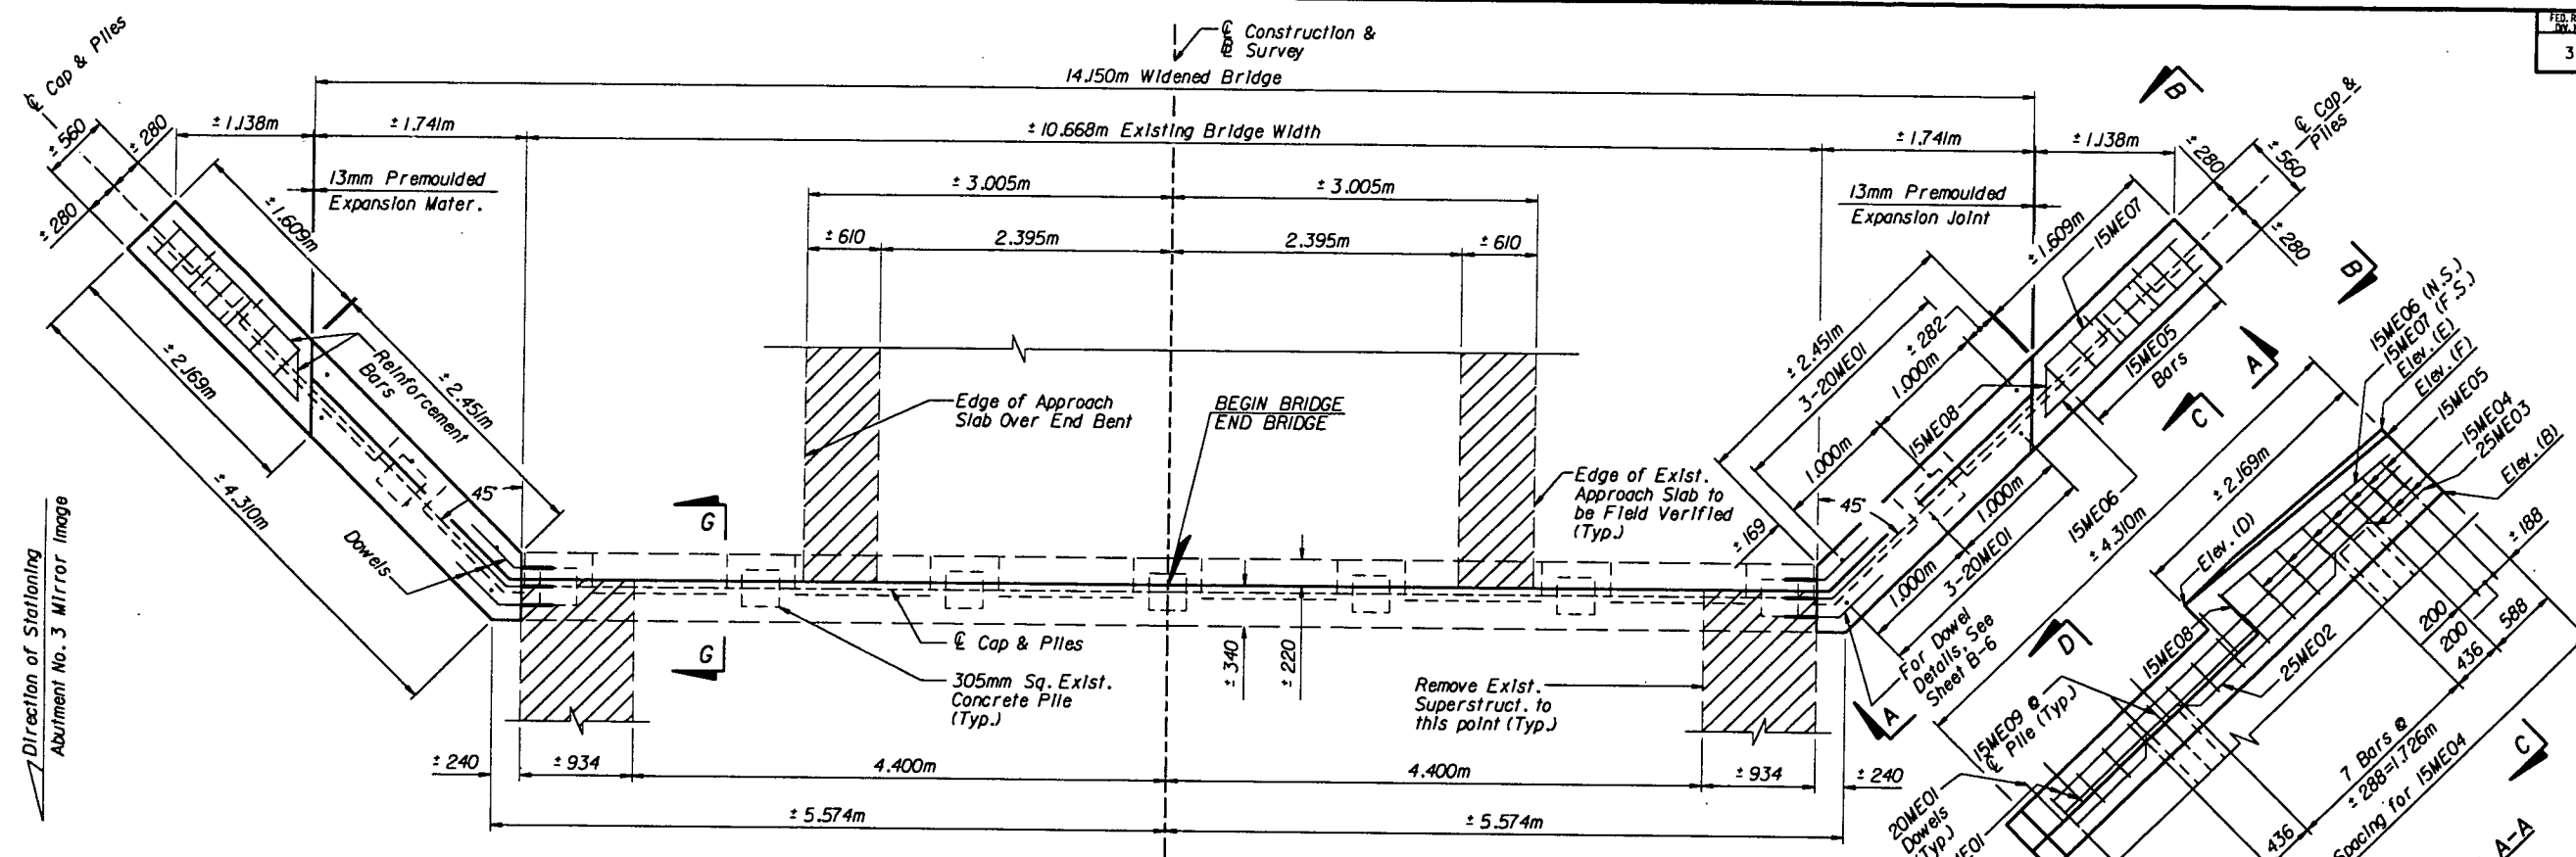 ℄ Construction &
℄ Survey
14.150m Widened Bridge
℄ Cap & Piles
± 560
± 280
± 280
± 1.138m
± 1.741m
± 10.668m Existing Bridge Width
± 1.741m
± 1.138m
℄ Cap &
Piles
± 280
± 560
± 280
B
B
3
13mm Premoulded
Expansion Mater.
± 3.005m
± 3.005m
13mm Premoulded
Expansion Joint
± 610
2.395m
2.395m
± 610
± 1.609m
± 2.451m
Reinforcement
Bars
± 2.169m
± 4.310m
Dowels
45°
Edge of Approach
Slab Over End Bent
BEGIN BRIDGE
END BRIDGE
Edge of Exist.
Approach Slab to
be Field Verified
(Typ.)
± 1.609m
15ME07
± 2.451m
3-20ME01
± 282
1.000m
1.000m
15ME08
15ME05
Bars
45°
± 169
1.000m
1.000m
3-20ME01
15ME06
± 4.310m
A
C
15ME06 (N.S.)
15ME07 (F.S.)
Elev. (E)
Elev. (F)
15ME05
15ME04
25ME03
Elev. (B)
± 2.169m
Elev. (D)
± 188
200
200
588
436
15ME08
25ME02
D
G
G
℄ Cap & Piles
305mm Sq. Exist.
Concrete Pile
(Typ.)
± 340
± 220
Remove Exist.
Superstruct. to
this point (Typ.)
For Dowel
Details, See
Sheet B-6
A
15ME09 @
℄ Pile (Typ.)
20ME01
Dowels
(Typ.)
7 Bars @
± 288=1.726m
Spacing for 15ME04
436
C
A-A
± 240
± 934
4.400m
4.400m
± 934
± 240
± 5.574m
± 5.574m
Direction of Stationing
Abutment No. 3 Mirror Image